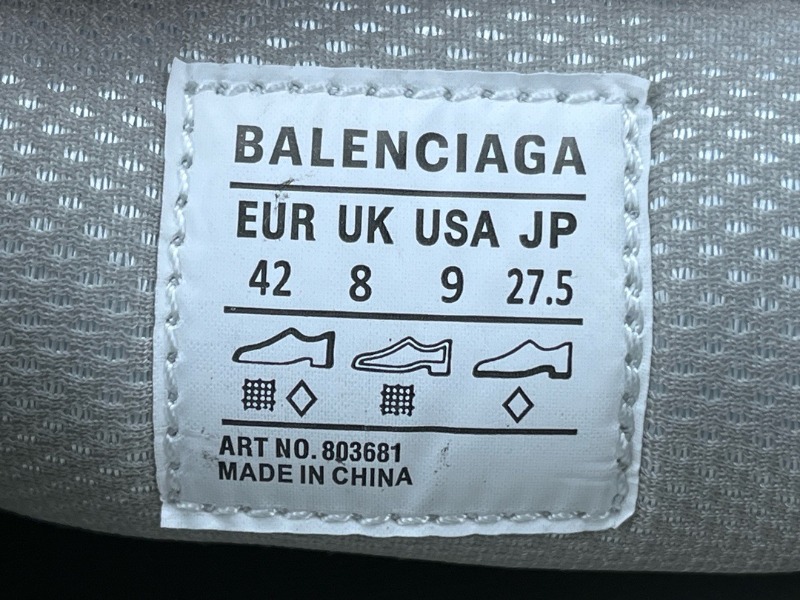 BALENCIAGA
EUR UK USA JP
42 8 9 27.5
ART NO. 803681
MADE IN CHINA